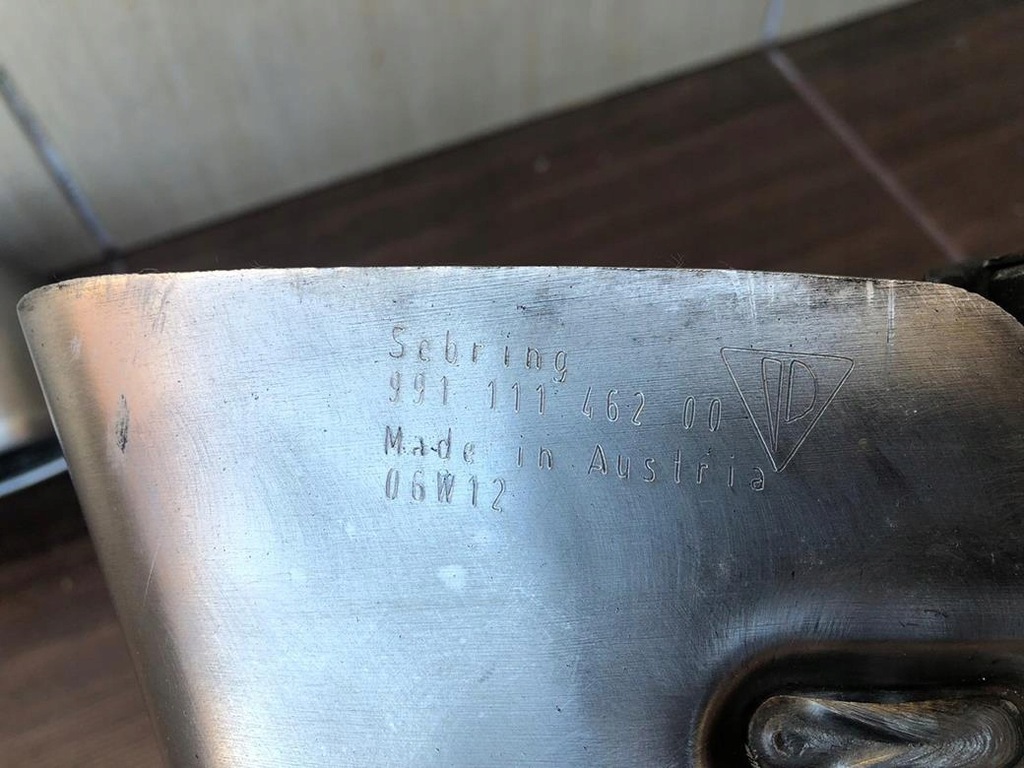 Sebring
991 111 462 00
Made in Austria
06W12